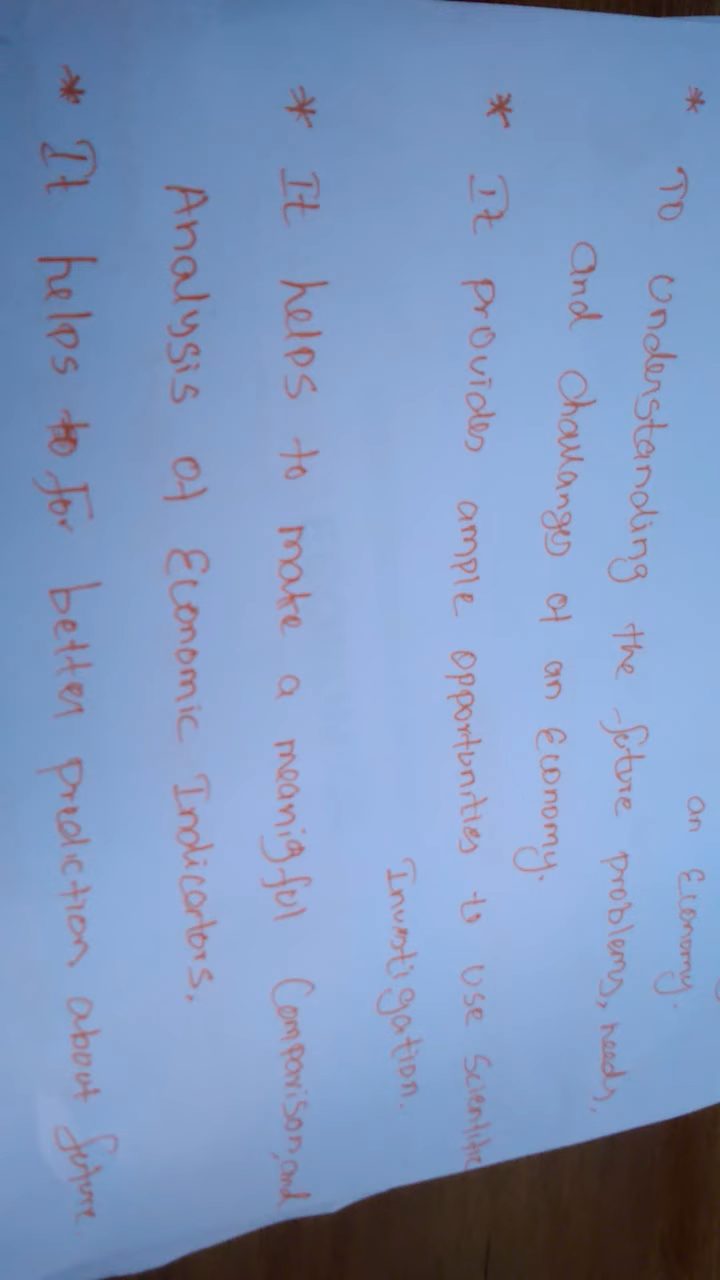 an Economy.
* To Understanding the future problems, needs,
and challanges of an Economy.
* It provides ample opportunities to use scientific
Investigation.
* It helps to make a meanigful Comparison, and
Analysis of Economic Indicators.
* It helps to for better prediction about future.